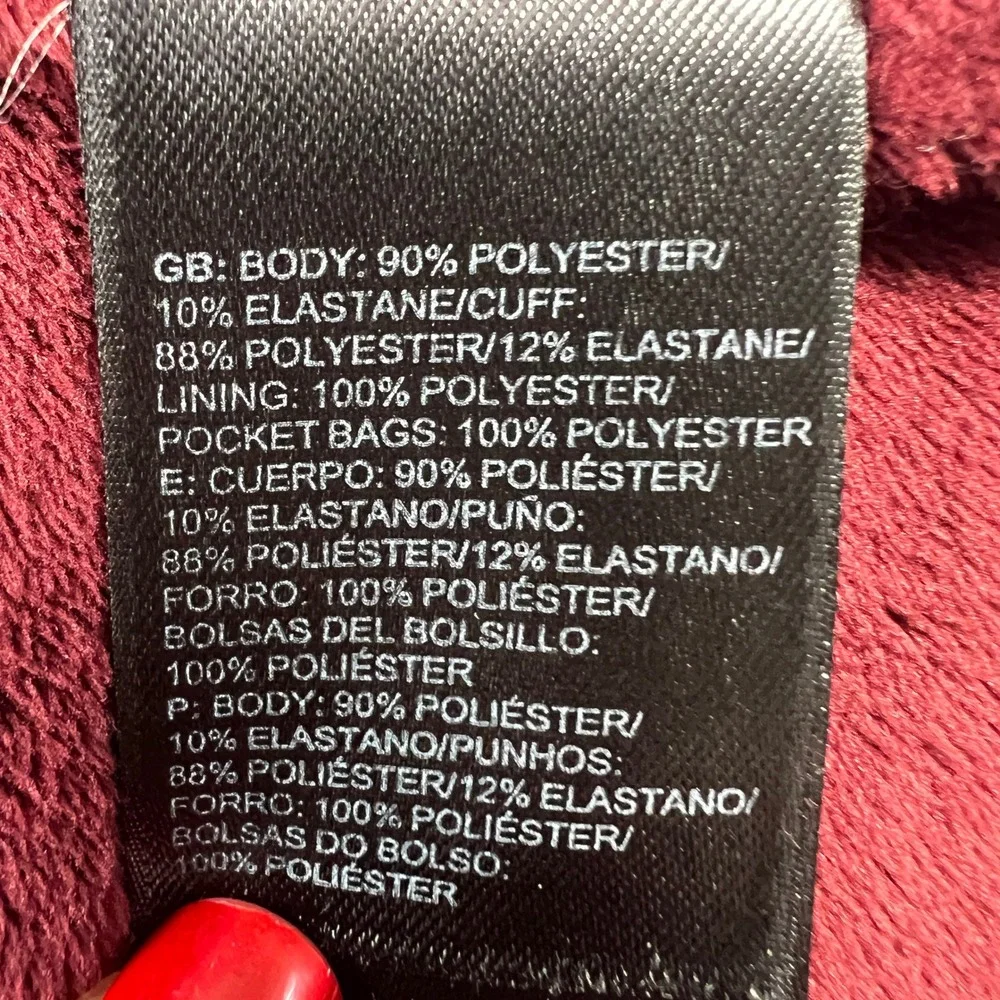 GB: BODY: 90% POLYESTER/
10% ELASTANE/CUFF:
88% POLYESTER/12% ELASTANE/
LINING: 100% POLYESTER/
POCKET BAGS: 100% POLYESTER
E: CUERPO: 90% POLIÉSTER/
10% ELASTANO/PUÑO:
88% POLIÉSTER/12% ELASTANO/
FORRO: 100% POLIÉSTER/
BOLSAS DEL BOLSILLO:
100% POLIÉSTER
P: BODY: 90% POLIÉSTER/
10% ELASTANO/PUNHOS:
88% POLIÉSTER/12% ELASTANO/
FORRO: 100% POLIÉSTER/
BOLSAS DO BOLSO:
100% POLIÉSTER